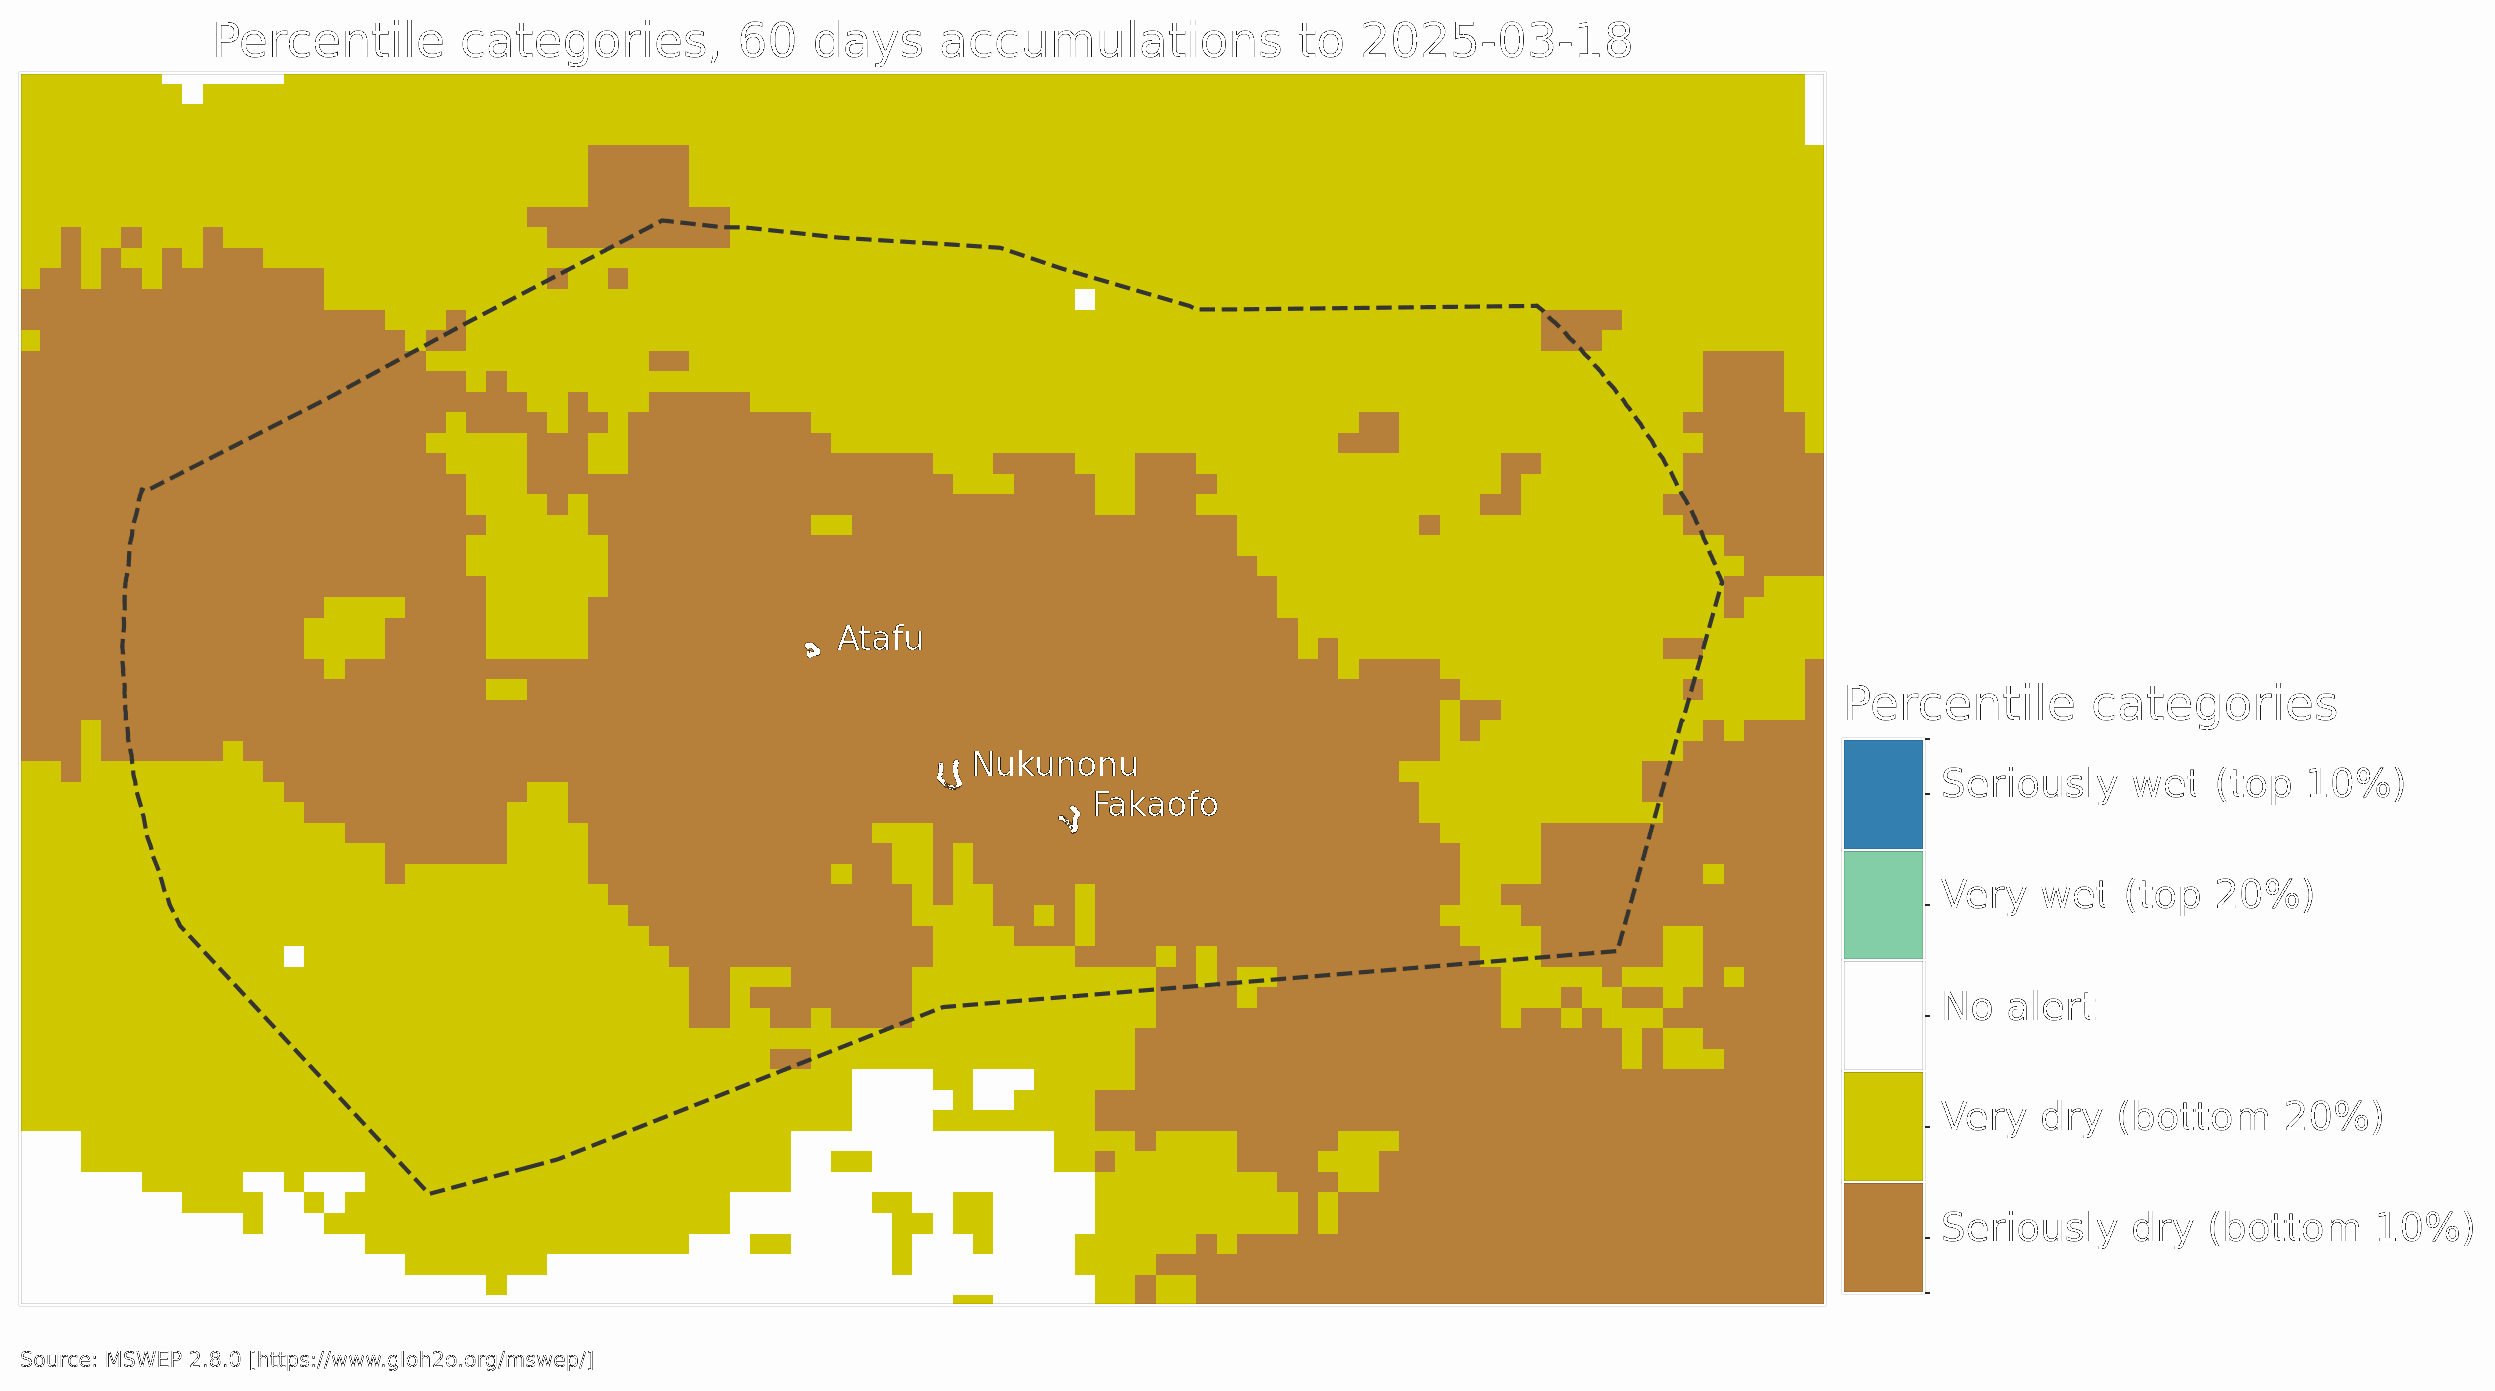 Percentile categories, 60 days accumulations to 2025-03-18
Atafu
Nukunonu
Fakaofo
Percentile categories
Seriously wet (top 10%)
Very wet (top 20%)
No alert
Very dry (bottom 20%)
Seriously dry (bottom 10%)
Source: MSWEP 2.8.0 [https://www.gloh2o.org/mswep/]